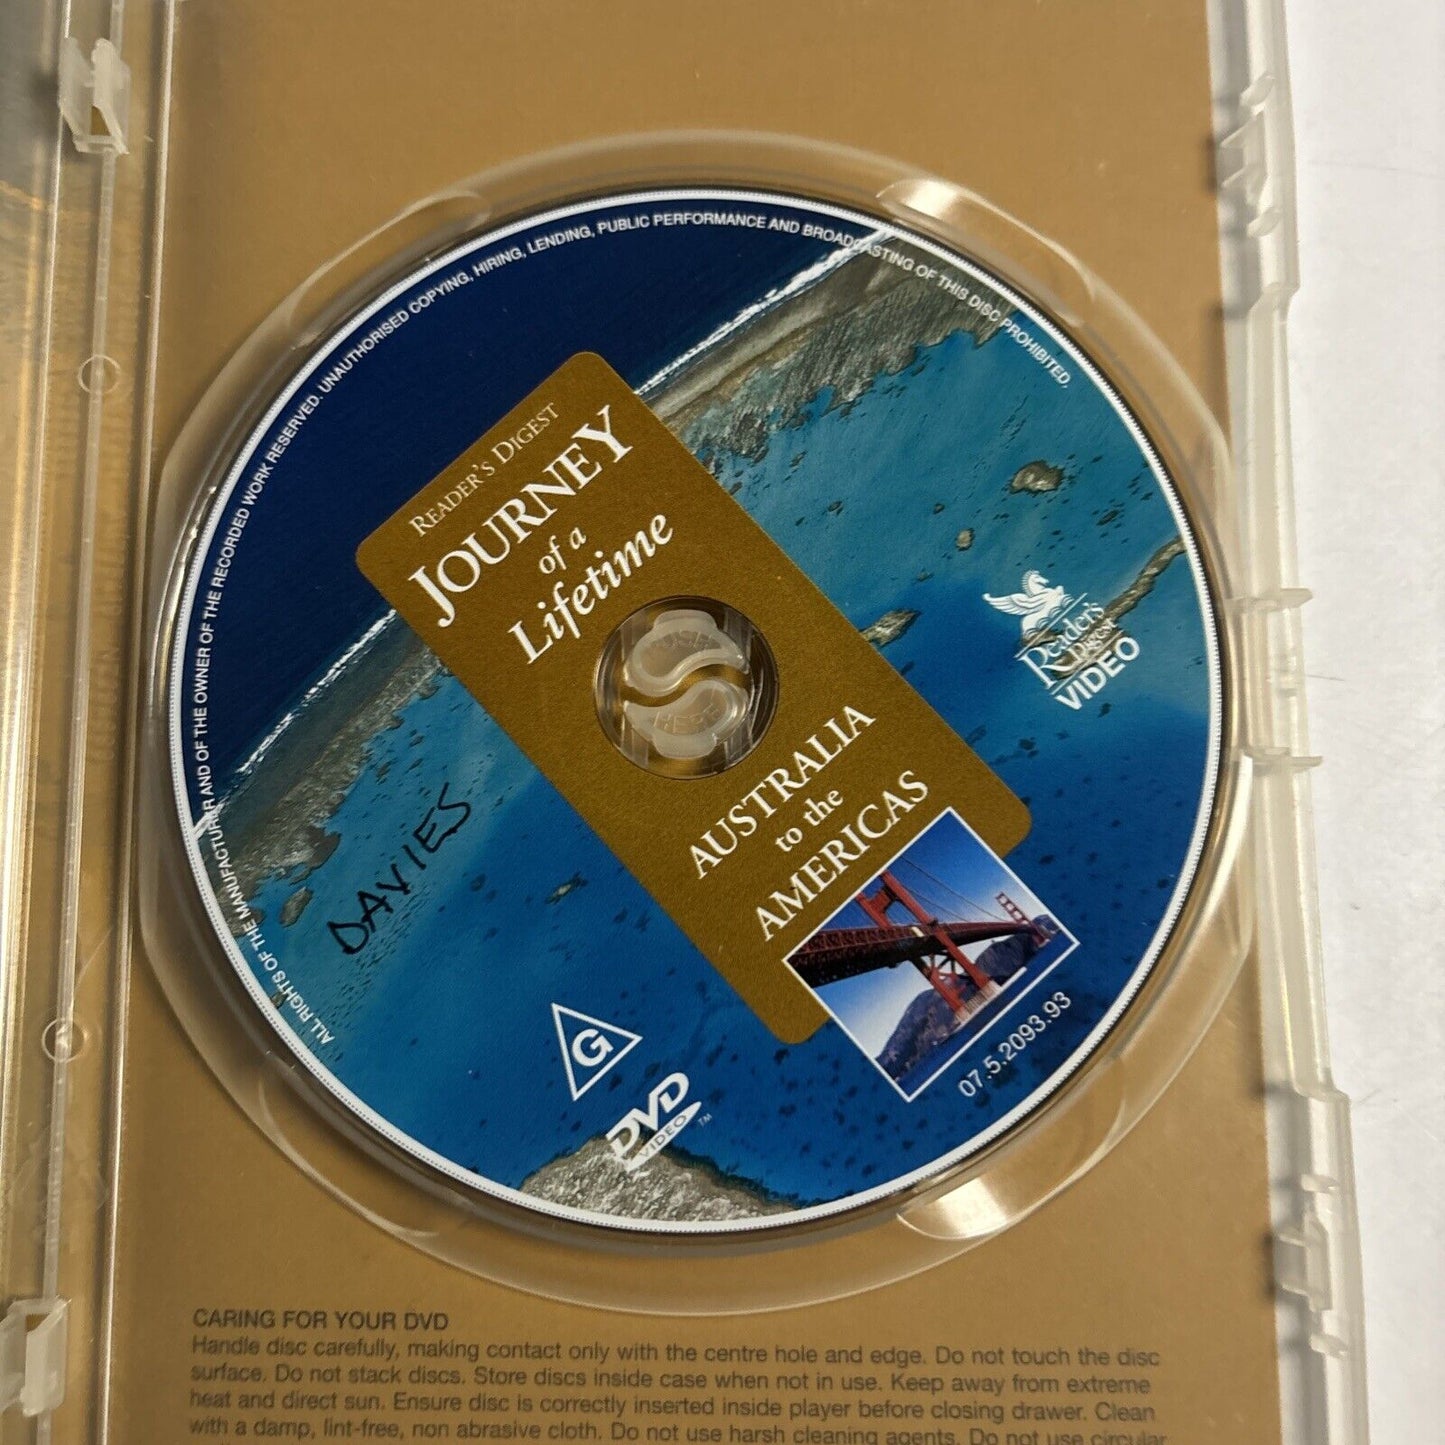 ALL RIGHTS OF THE MANUFACTURER AND OF THE OWNER OF THE RECORDED WORK RESERVED. UNAUTHORISED COPYING, HIRING, LENDING, PUBLIC PERFORMANCE AND BROADCASTING OF THIS DISC PROHIBITED.
READER'S DIGEST
JOURNEY
of a
Lifetime
PUSH
HERE
Reader's
Digest
VIDEO
AUSTRALIA
to the
AMERICAS
DAVIES
G
DVD
VIDEO™
07.5.2093.93
CARING FOR YOUR DVD
Handle disc carefully, making contact only with the centre hole and edge. Do not touch the disc
surface. Do not stack discs. Store discs inside case when not in use. Keep away from extreme
heat and direct sun. Ensure disc is correctly inserted inside player before closing drawer. Clean
with a damp, lint-free, non abrasive cloth. Do not use harsh cleaning agents. Do not use circular